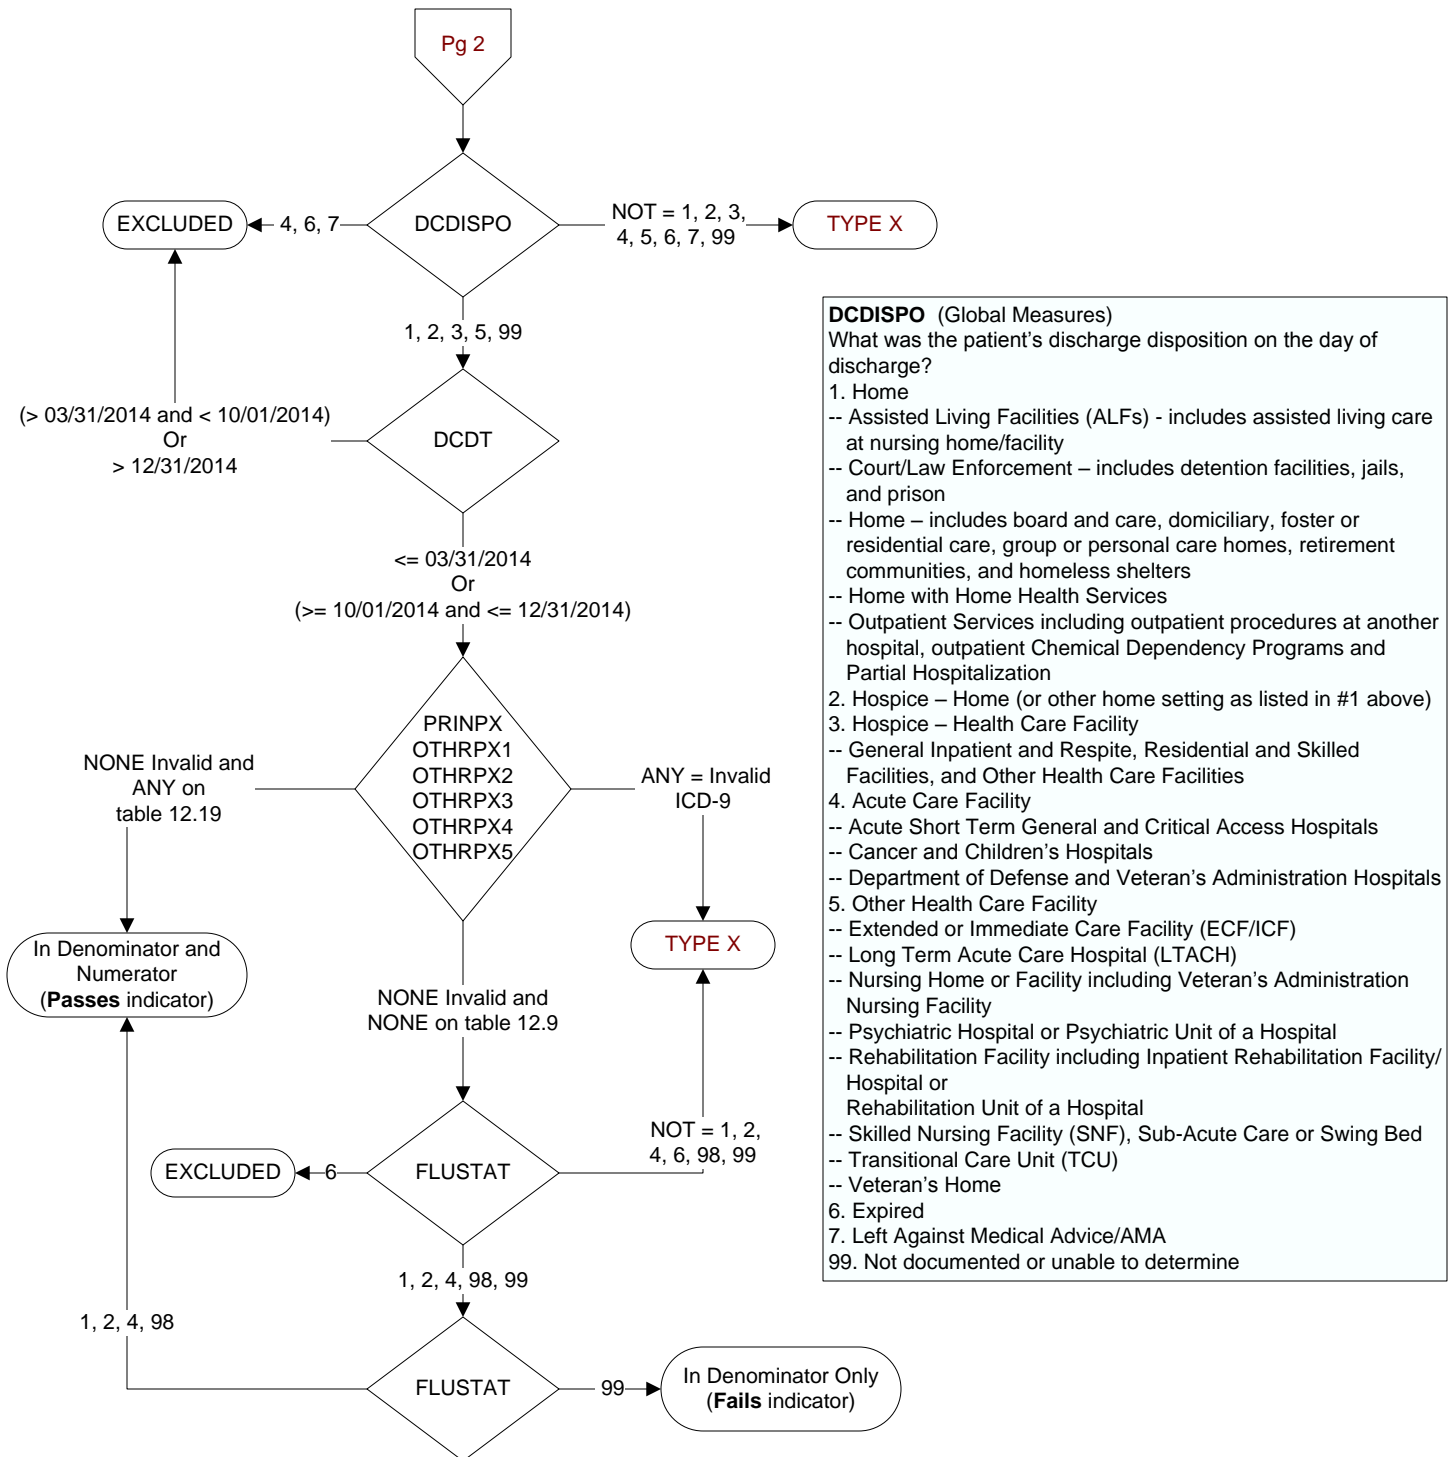 Pg 2
EXCLUDED
4, 6, 7
DCDISPO
NOT = 1, 2, 3,
4, 5, 6, 7, 99
TYPE X
1, 2, 3, 5, 99
(> 03/31/2014 and < 10/01/2014)
Or
> 12/31/2014
DCDT
<= 03/31/2014
Or
(>= 10/01/2014 and <= 12/31/2014)
NONE Invalid and
ANY on
table 12.19
PRINPX
OTHRPX1
OTHRPX2
OTHRPX3
OTHRPX4
OTHRPX5
ANY = Invalid
ICD-9
In Denominator and
Numerator
(Passes indicator)
TYPE X
NONE Invalid and
NONE on table 12.9
EXCLUDED
6
FLUSTAT
NOT = 1, 2,
4, 6, 98, 99
1, 2, 4, 98, 99
1, 2, 4, 98
FLUSTAT
99
In Denominator Only
(Fails indicator)
DCDISPO (Global Measures)
What was the patient’s discharge disposition on the day of
discharge?
1. Home
-- Assisted Living Facilities (ALFs) - includes assisted living care
at nursing home/facility
-- Court/Law Enforcement – includes detention facilities, jails,
and prison
-- Home – includes board and care, domiciliary, foster or
residential care, group or personal care homes, retirement
communities, and homeless shelters
-- Home with Home Health Services
-- Outpatient Services including outpatient procedures at another
hospital, outpatient Chemical Dependency Programs and
Partial Hospitalization
2. Hospice – Home (or other home setting as listed in #1 above)
3. Hospice – Health Care Facility
-- General Inpatient and Respite, Residential and Skilled
Facilities, and Other Health Care Facilities
4. Acute Care Facility
-- Acute Short Term General and Critical Access Hospitals
-- Cancer and Children’s Hospitals
-- Department of Defense and Veteran’s Administration Hospitals
5. Other Health Care Facility
-- Extended or Immediate Care Facility (ECF/ICF)
-- Long Term Acute Care Hospital (LTACH)
-- Nursing Home or Facility including Veteran’s Administration
Nursing Facility
-- Psychiatric Hospital or Psychiatric Unit of a Hospital
-- Rehabilitation Facility including Inpatient Rehabilitation Facility/
Hospital or
Rehabilitation Unit of a Hospital
-- Skilled Nursing Facility (SNF), Sub-Acute Care or Swing Bed
-- Transitional Care Unit (TCU)
-- Veteran’s Home
6. Expired
7. Left Against Medical Advice/AMA
99. Not documented or unable to determine